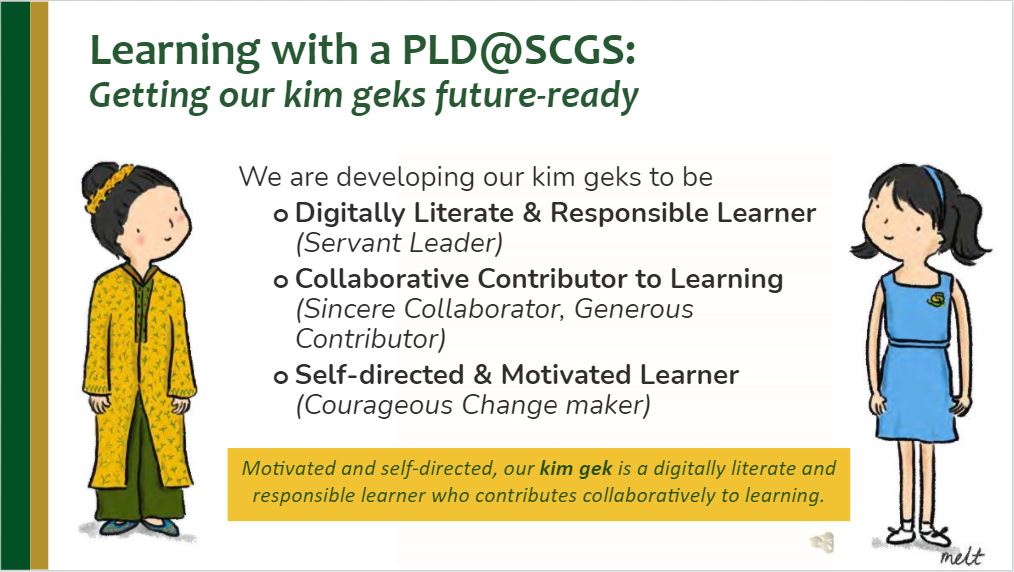 Learning with a PLD@SCGS:
Getting our kim geks future-ready
We are developing our kim geks to be
o Digitally Literate & Responsible Learner
(Servant Leader)
o Collaborative Contributor to Learning
(Sincere Collaborator, Generous
Contributor)
o Self-directed & Motivated Learner
(Courageous Change maker)
Motivated and self-directed, our kim gek is a digitally literate and
responsible learner who contributes collaboratively to learning.
melt